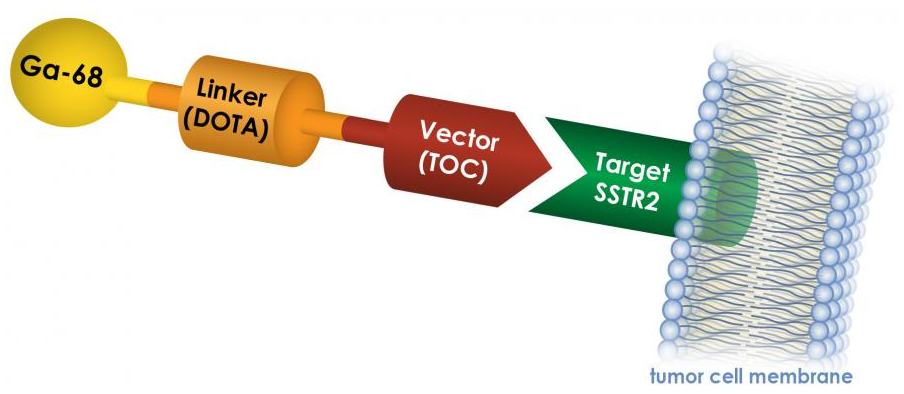 Ga-68
Linker
(DOTA)
Vector
(TOC)
Target
SSTR2
tumor cell membrane